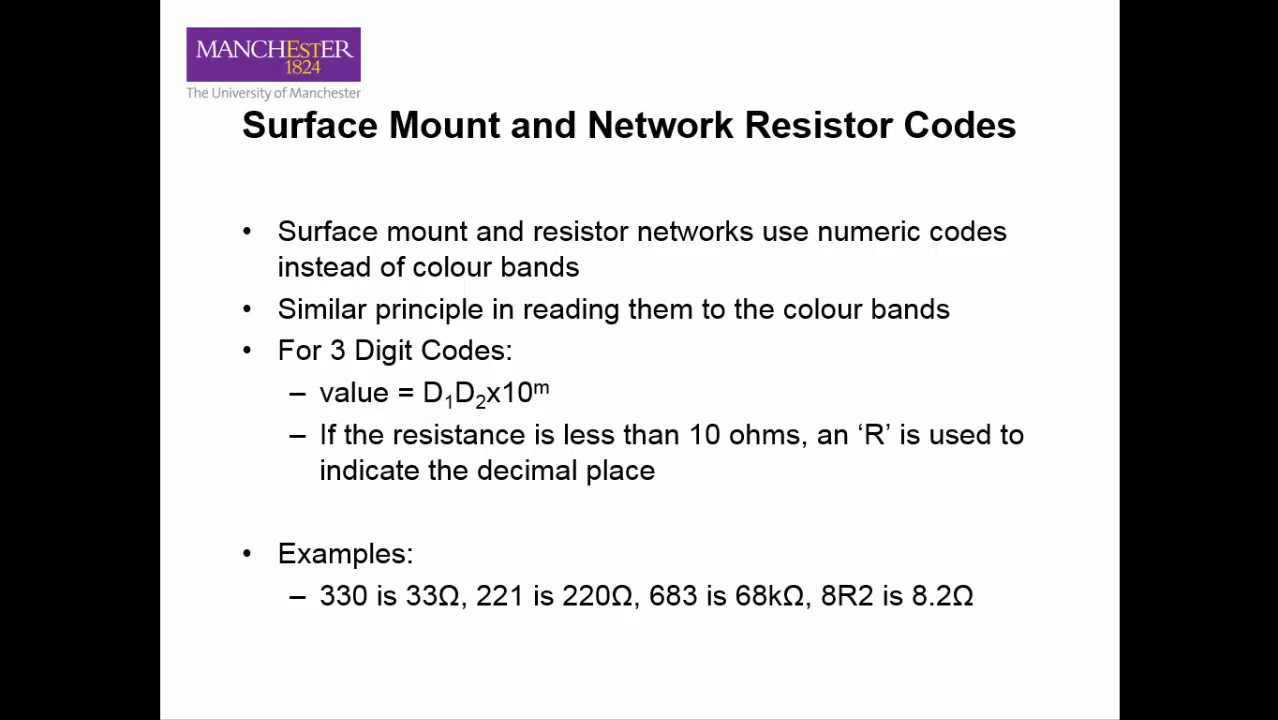 MANCHESTER
1824
The University of Manchester
Surface Mount and Network Resistor Codes
• Surface mount and resistor networks use numeric codes
instead of colour bands
• Similar principle in reading them to the colour bands
• For 3 Digit Codes:
– value = D₁D₂x10ᵐ
– If the resistance is less than 10 ohms, an ‘R’ is used to
indicate the decimal place
• Examples:
– 330 is 33Ω, 221 is 220Ω, 683 is 68kΩ, 8R2 is 8.2Ω